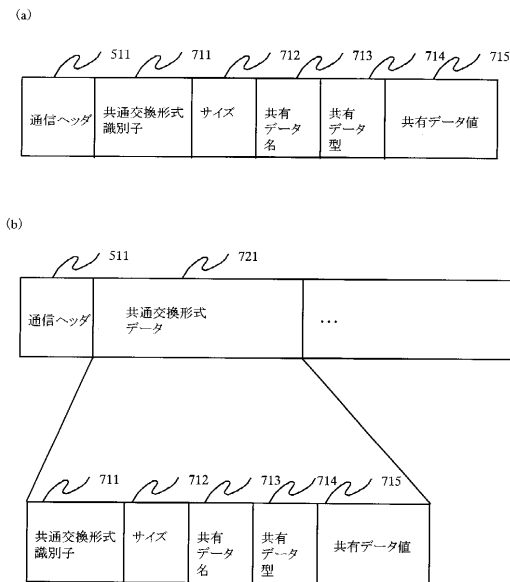 (a)
511
711
712
713
714
715
通信ヘッダ
共通交換形式
識別子
サイズ
共有
データ
名
共有
データ
型
共有データ値
(b)
511
721
通信ヘッダ
共通交換形式
データ
...
711
712
713
714
715
共通交換形式
識別子
サイズ
共有
データ
名
共有
データ
型
共有データ値